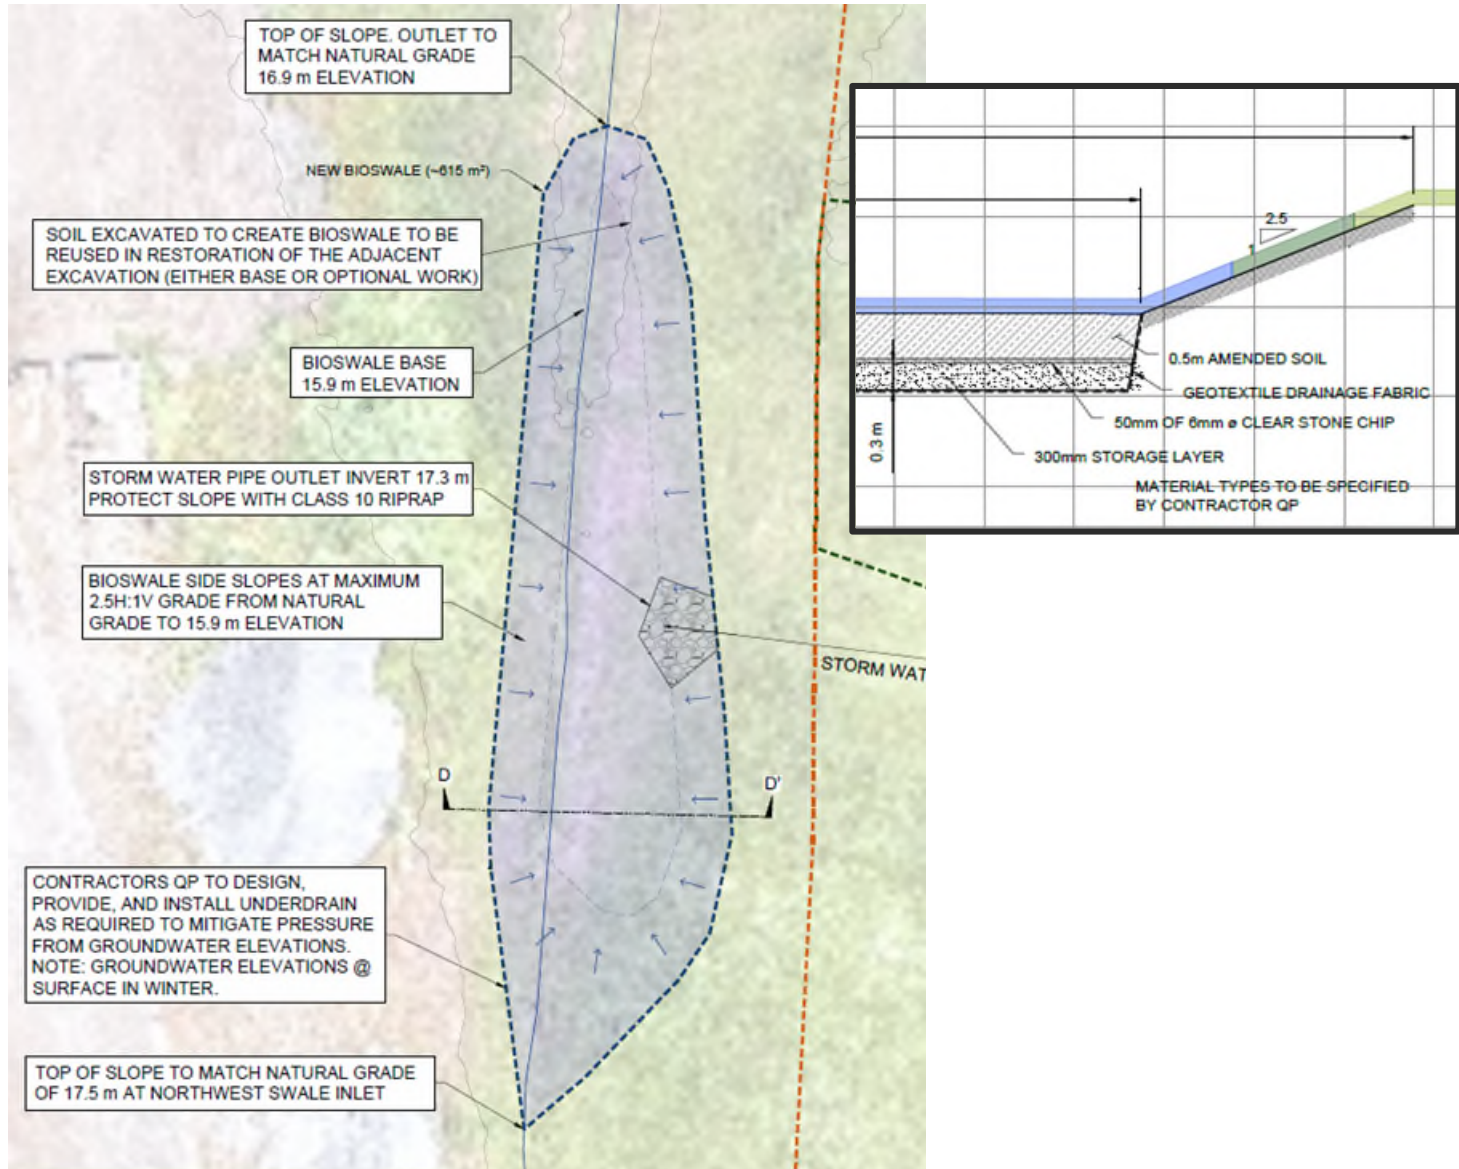 TOP OF SLOPE. OUTLET TO
MATCH NATURAL GRADE
16.9 m ELEVATION
NEW BIOSWALE (~615 m²)
SOIL EXCAVATED TO CREATE BIOSWALE TO BE
REUSED IN RESTORATION OF THE ADJACENT
EXCAVATION (EITHER BASE OR OPTIONAL WORK)
BIOSWALE BASE
15.9 m ELEVATION
STORM WATER PIPE OUTLET INVERT 17.3 m
PROTECT SLOPE WITH CLASS 10 RIPRAP
BIOSWALE SIDE SLOPES AT MAXIMUM
2.5H:1V GRADE FROM NATURAL
GRADE TO 15.9 m ELEVATION
STORM WAT
D
D'
CONTRACTORS QP TO DESIGN,
PROVIDE, AND INSTALL UNDERDRAIN
AS REQUIRED TO MITIGATE PRESSURE
FROM GROUNDWATER ELEVATIONS.
NOTE: GROUNDWATER ELEVATIONS @
SURFACE IN WINTER.
TOP OF SLOPE TO MATCH NATURAL GRADE
OF 17.5 m AT NORTHWEST SWALE INLET
2.5
1
0.5m AMENDED SOIL
GEOTEXTILE DRAINAGE FABRIC
50mm OF 6mm ø CLEAR STONE CHIP
300mm STORAGE LAYER
0.3 m
MATERIAL TYPES TO BE SPECIFIED
BY CONTRACTOR QP